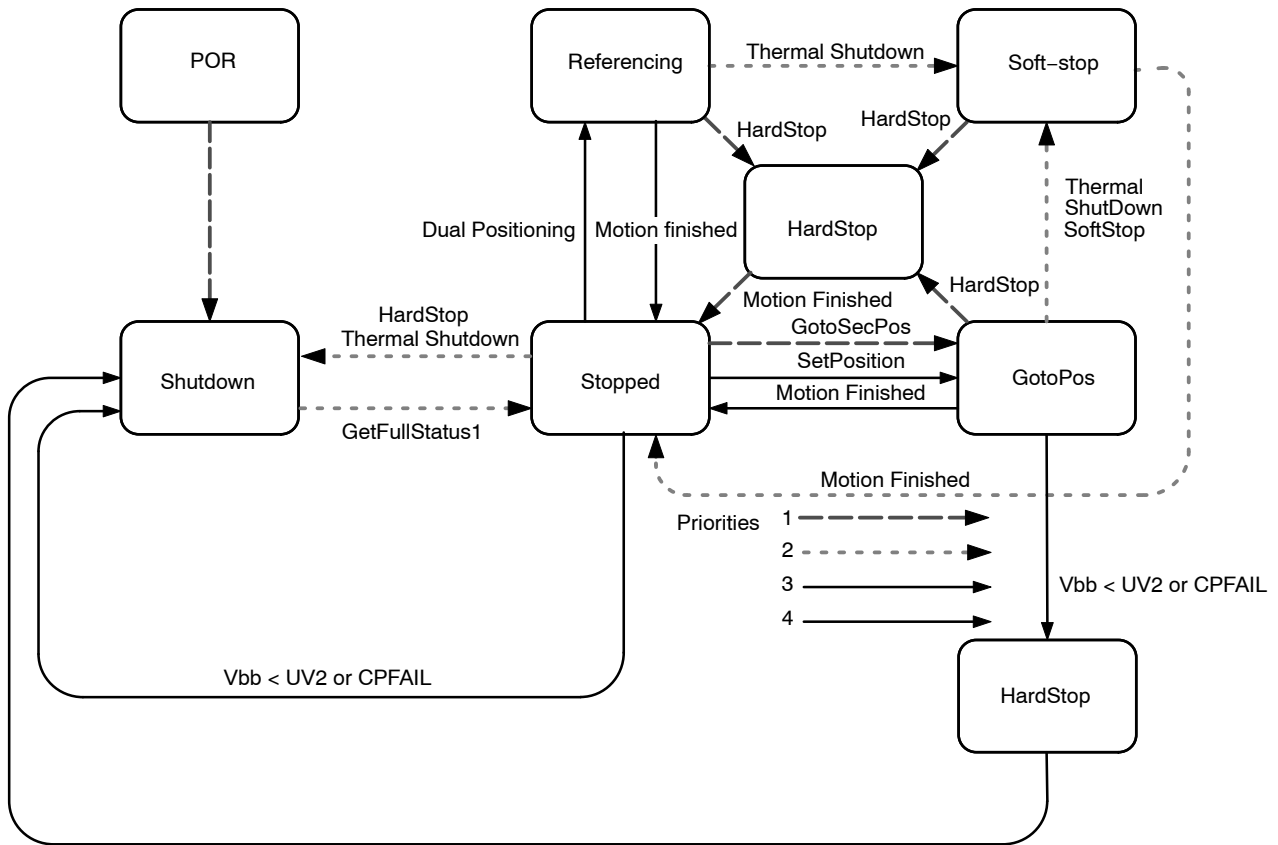 POR
Referencing
Thermal Shutdown
Soft−stop
HardStop
HardStop
HardStop
Thermal
ShutDown
SoftStop
Dual Positioning
Motion finished
HardStop
Motion Finished
HardStop
Thermal Shutdown
GotoSecPos
SetPosition
Motion Finished
Shutdown
Stopped
GotoPos
GetFullStatus1
Motion Finished
Priorities
1
2
3
4
Vbb < UV2 or CPFAIL
Vbb < UV2 or CPFAIL
HardStop